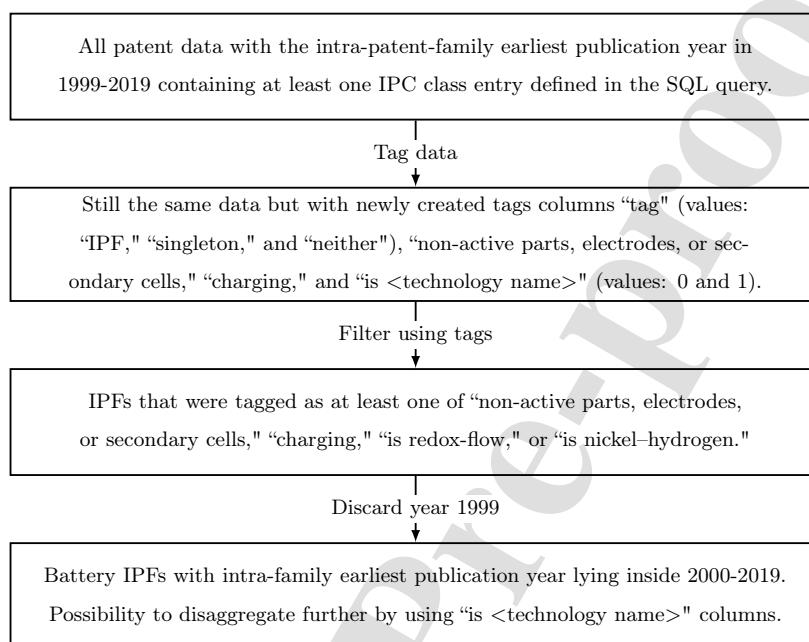 All patent data with the intra-patent-family earliest publication year in
1999-2019 containing at least one IPC class entry defined in the SQL query.
Tag data
Still the same data but with newly created tags columns “tag" (values:
“IPF," “singleton," and “neither"), “non-active parts, electrodes, or sec-
ondary cells," “charging," and “is <technology name>" (values: 0 and 1).
Filter using tags
IPFs that were tagged as at least one of “non-active parts, electrodes,
or secondary cells," “charging," “is redox-flow," or “is nickel–hydrogen."
Discard year 1999
Battery IPFs with intra-family earliest publication year lying inside 2000-2019.
Possibility to disaggregate further by using “is <technology name>" columns.
Pre-proo